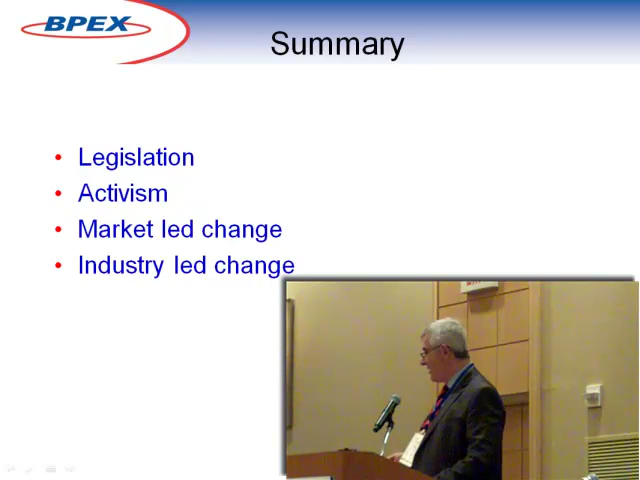 BPEX
Summary
• Legislation
• Activism
• Market led change
• Industry led change